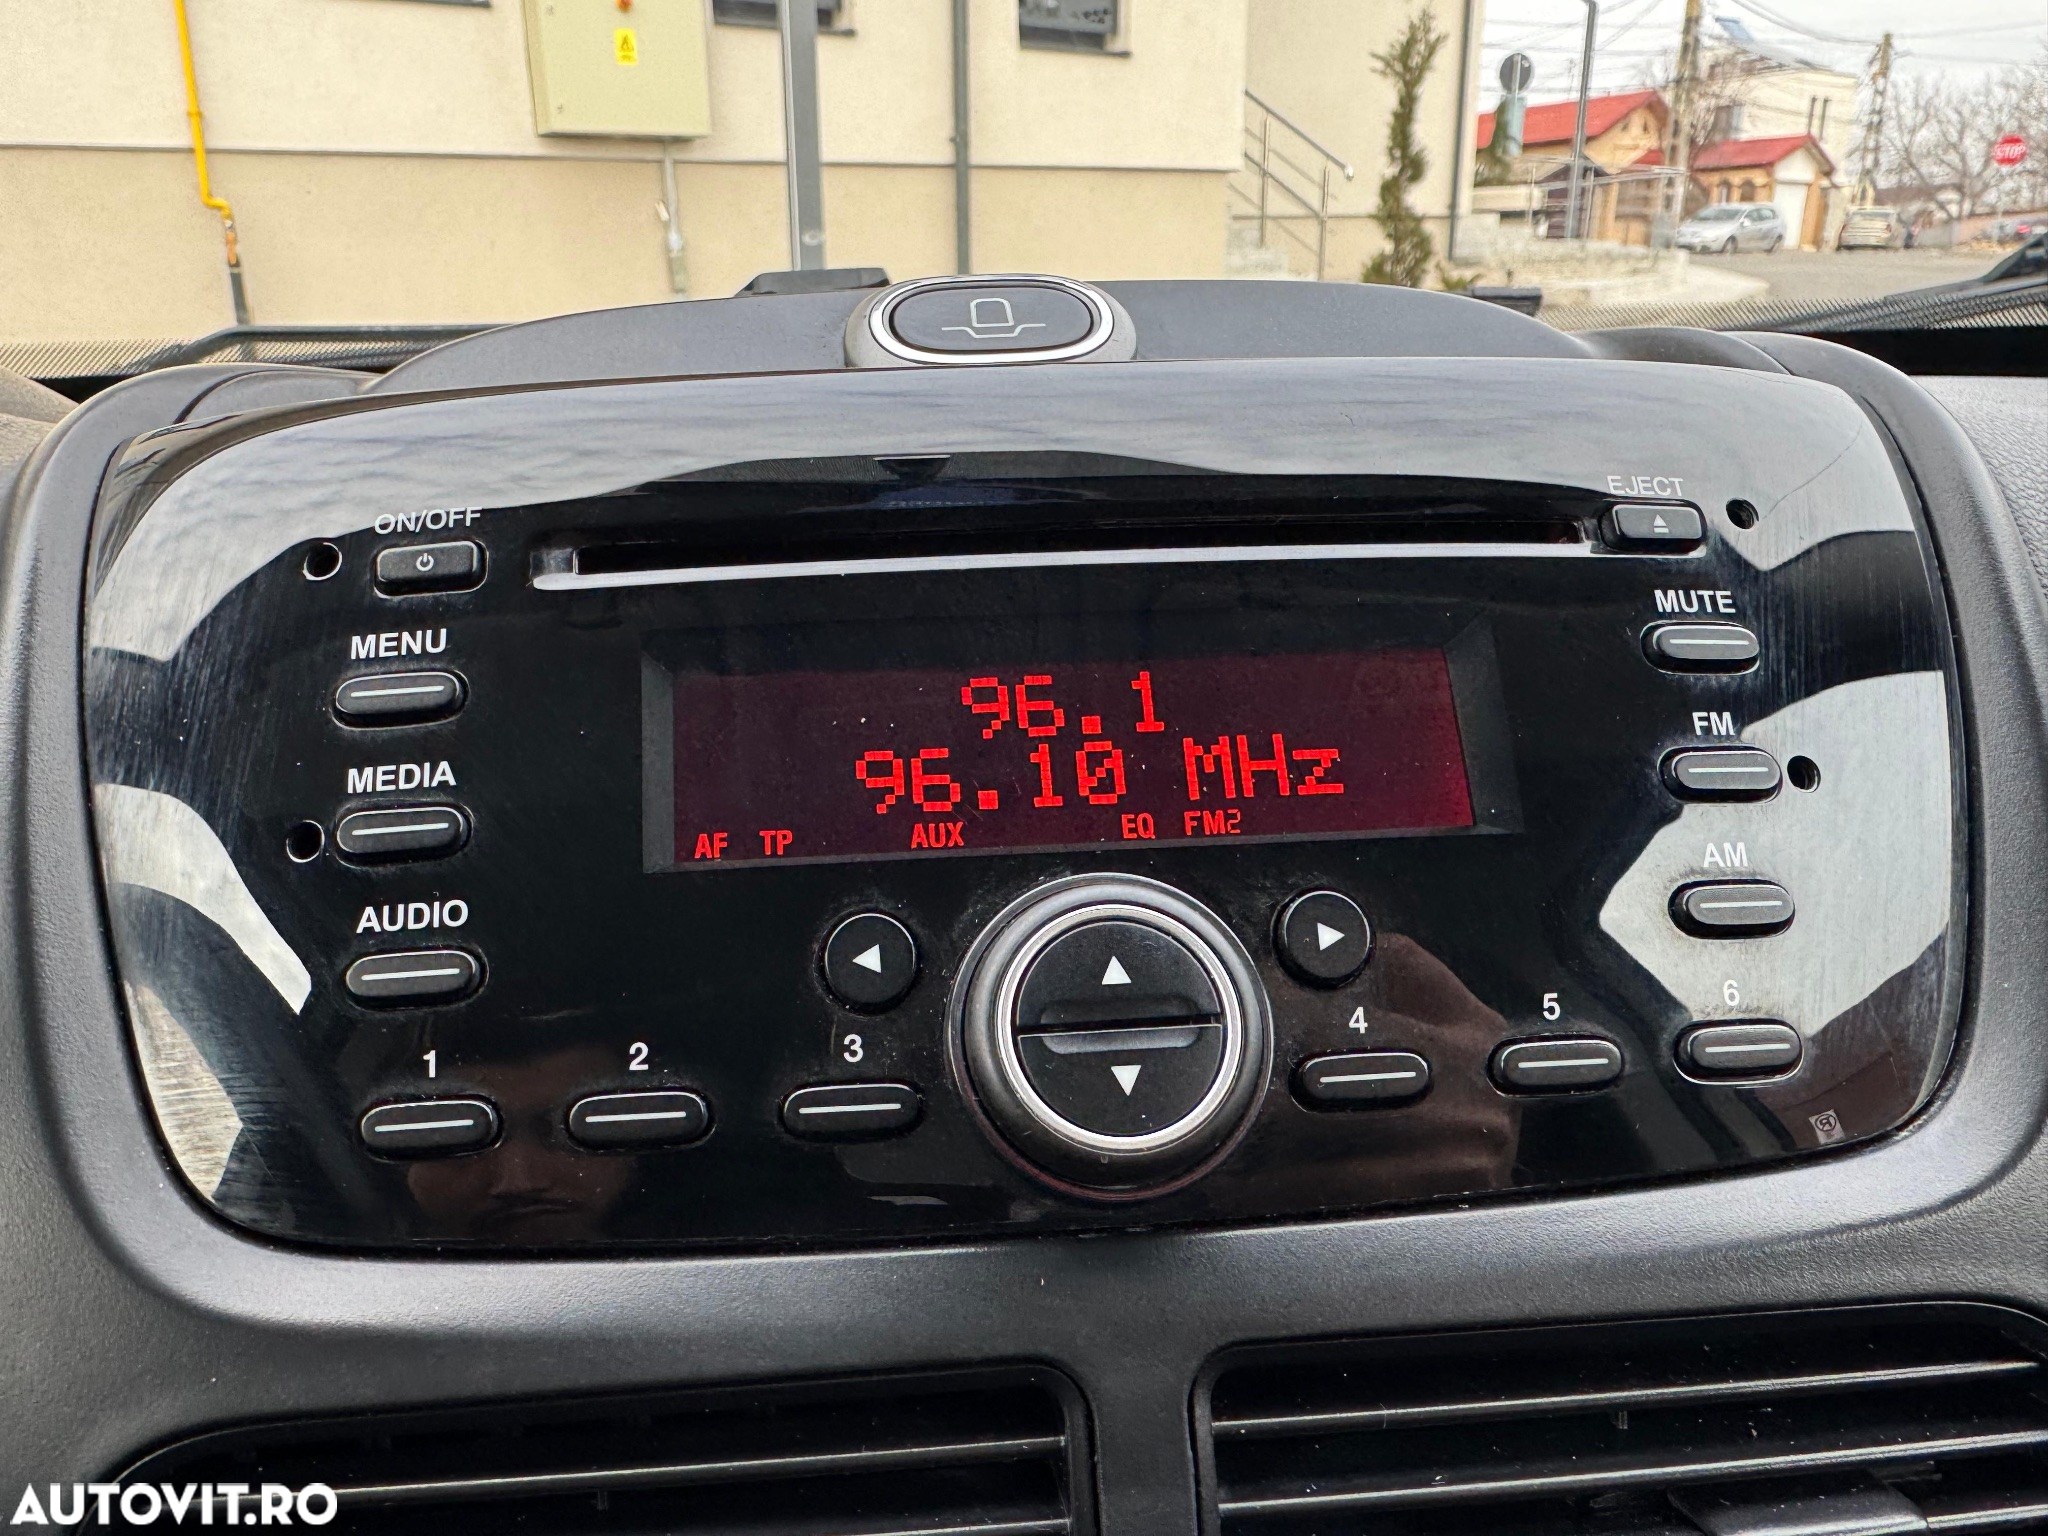 STOP
EJECT
ON/OFF
MUTE
MENU
96.1
FM
96.10 MHz
MEDIA
AF TP AUX EQ FM2
AM
AUDIO
6
5
4
3
2
1
AUTOVIT.RO